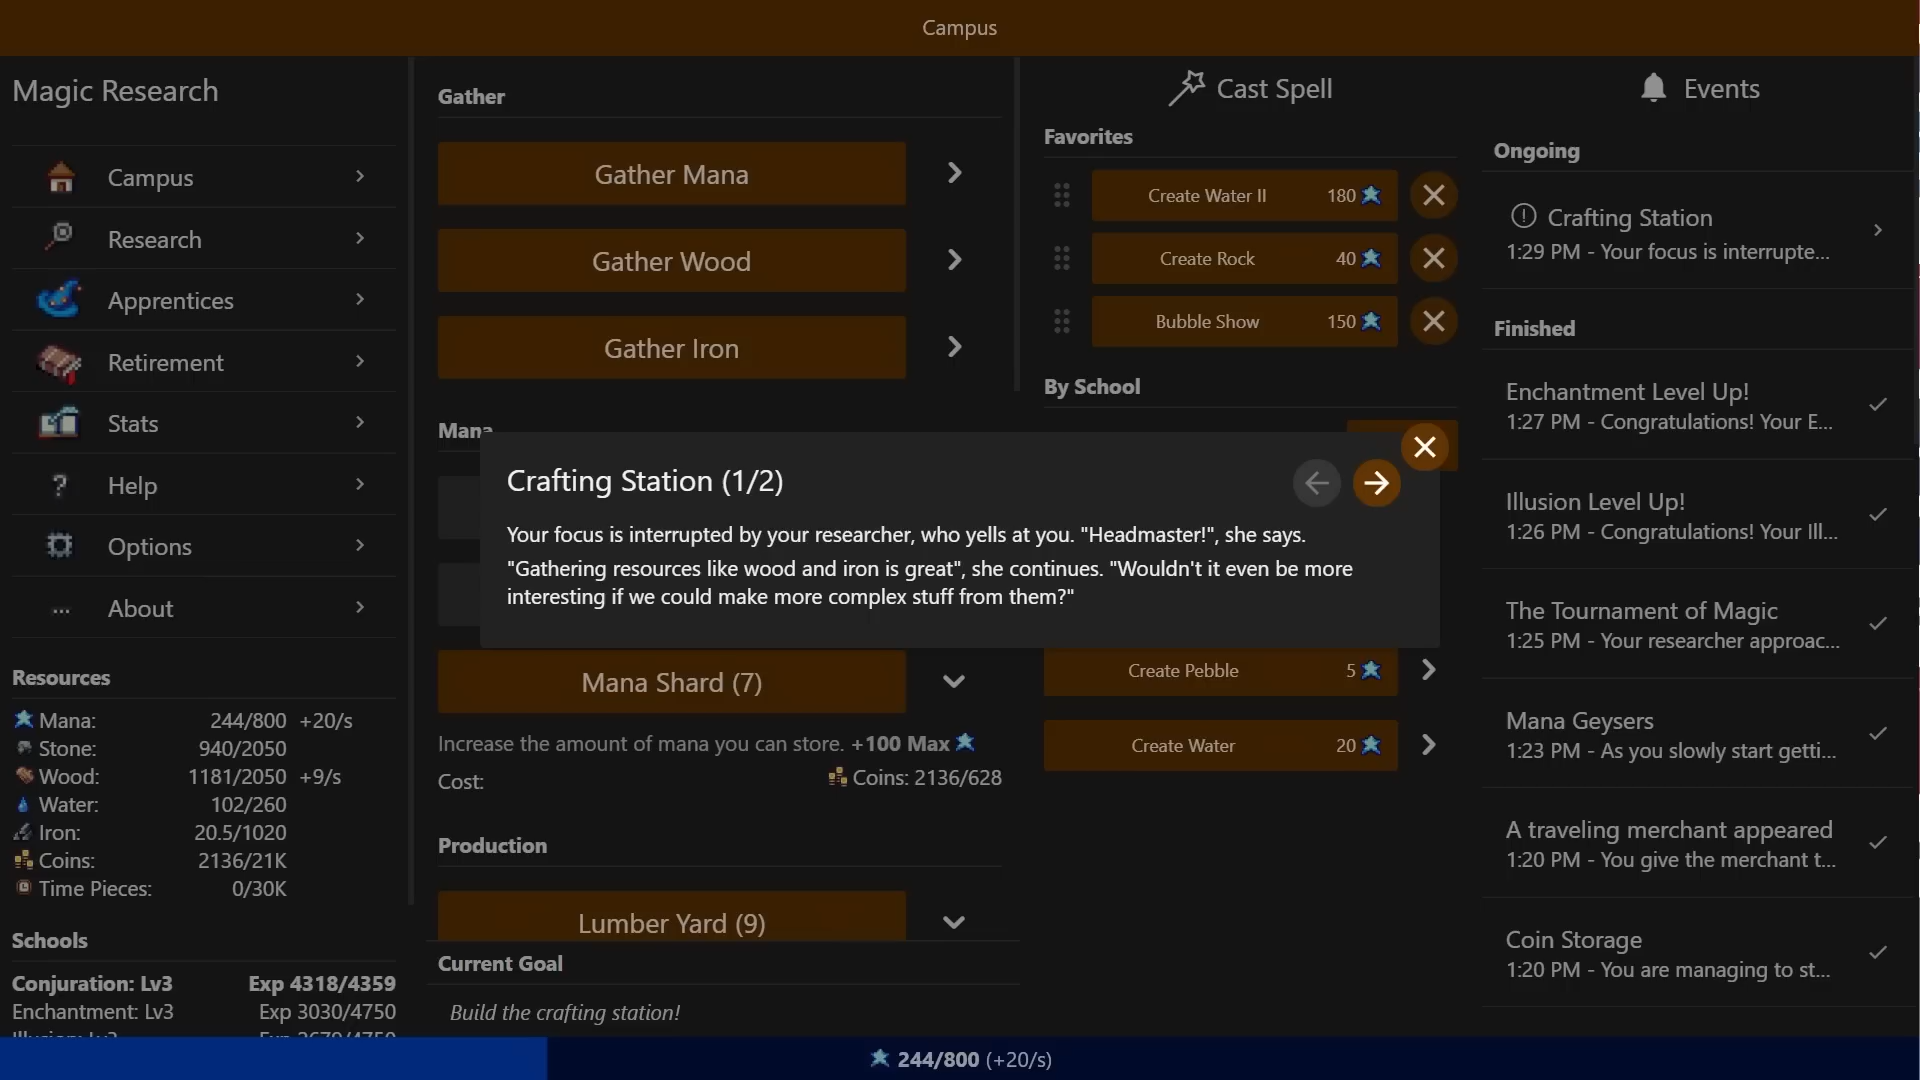 Campus
Magic Research
Campus
Research
Apprentices
Retirement
Stats
Help
Options
About
Resources
Mana: 244/800 +20/s
Stone: 940/2050
Wood: 1181/2050 +9/s
Water: 102/260
Iron: 20.5/1020
Coins: 2136/21K
Time Pieces: 0/30K
Schools
Conjuration: Lv3 Exp 4318/4359
Enchantment: Lv3 Exp 3030/4750
Gather
Gather Mana
Gather Wood
Gather Iron
Mana
Crafting Station (1/2)
Your focus is interrupted by your researcher, who yells at you. "Headmaster!", she says.
"Gathering resources like wood and iron is great", she continues. "Wouldn't it even be more
interesting if we could make more complex stuff from them?"
Mana Shard (7)
Increase the amount of mana you can store. +100 Max
Cost: Coins: 2136/628
Production
Lumber Yard (9)
Current Goal
Build the crafting station!
Cast Spell
Favorites
Create Water II 180
Create Rock 40
Bubble Show 150
By School
Create Pebble 5
Create Water 20
Events
Ongoing
Crafting Station
1:29 PM - Your focus is interrupte...
Finished
Enchantment Level Up!
1:27 PM - Congratulations! Your E...
Illusion Level Up!
1:26 PM - Congratulations! Your Ill...
The Tournament of Magic
1:25 PM - Your researcher approac...
Mana Geysers
1:23 PM - As you slowly start getti...
A traveling merchant appeared
1:20 PM - You give the merchant t...
Coin Storage
1:20 PM - You are managing to st...
244/800 (+20/s)